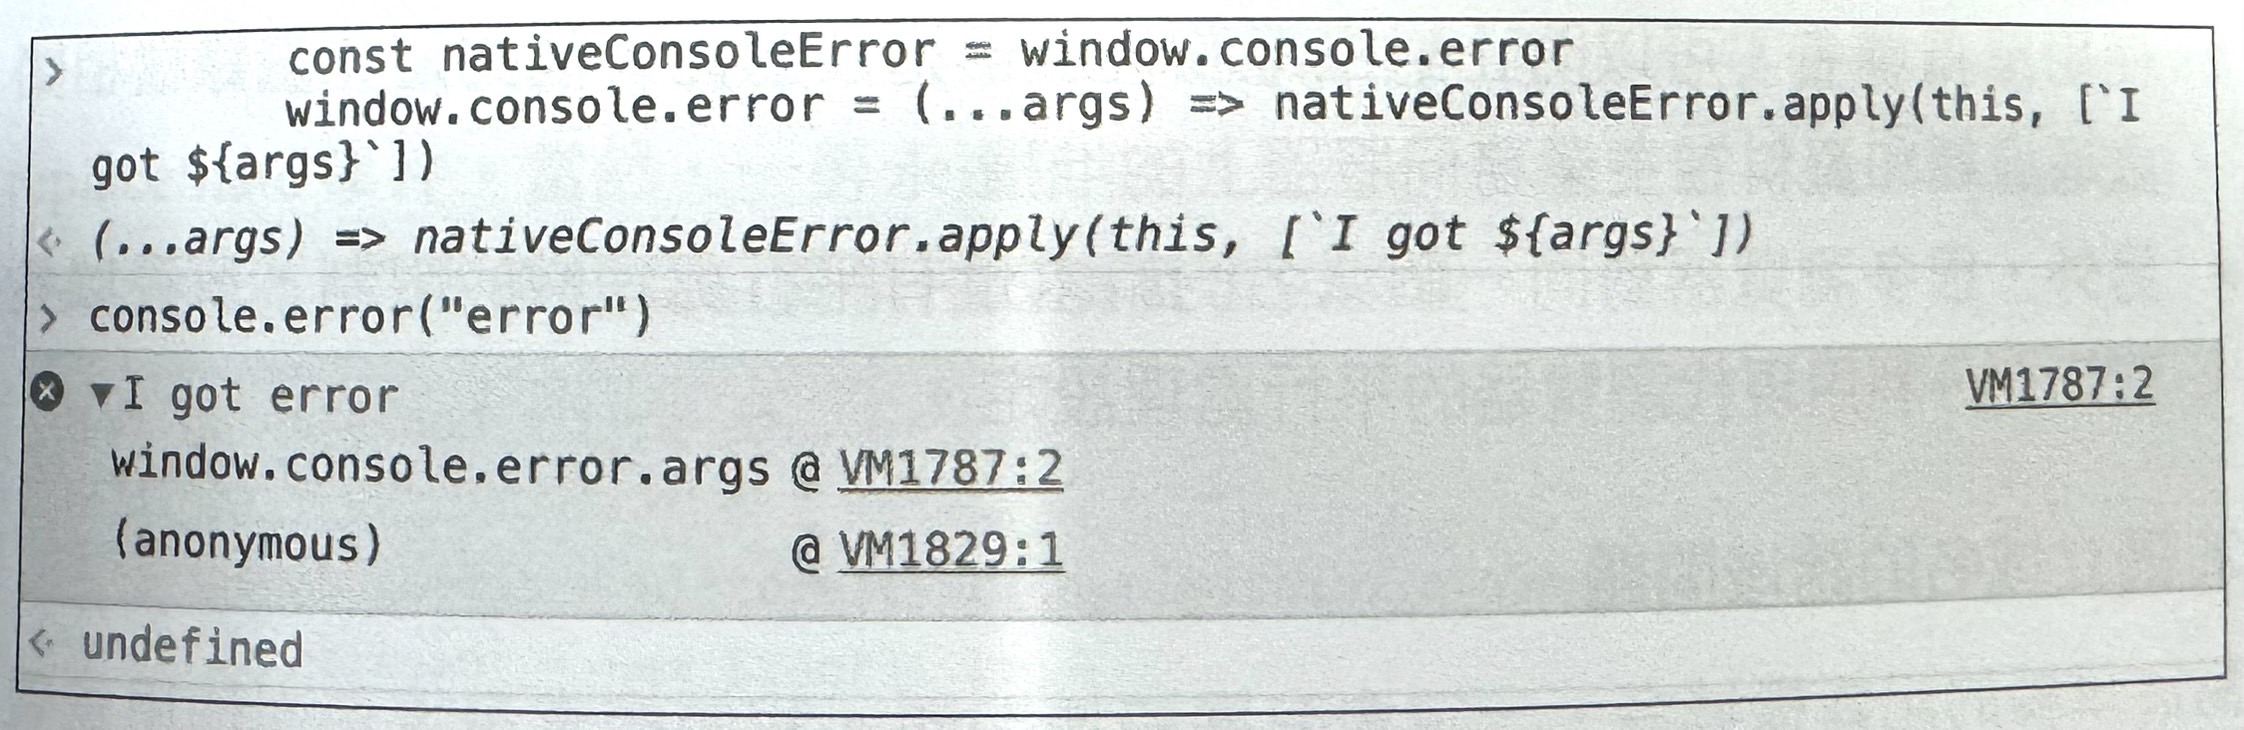 > const nativeConsoleError = window.console.error
window.console.error = (...args) => nativeConsoleError.apply(this, [`I
got ${args}`])
(...args) => nativeConsoleError.apply(this, [`I got ${args}`])
> console.error("error")
▼I got error VM1787:2
window.console.error.args @ VM1787:2
(anonymous) @ VM1829:1
undefined